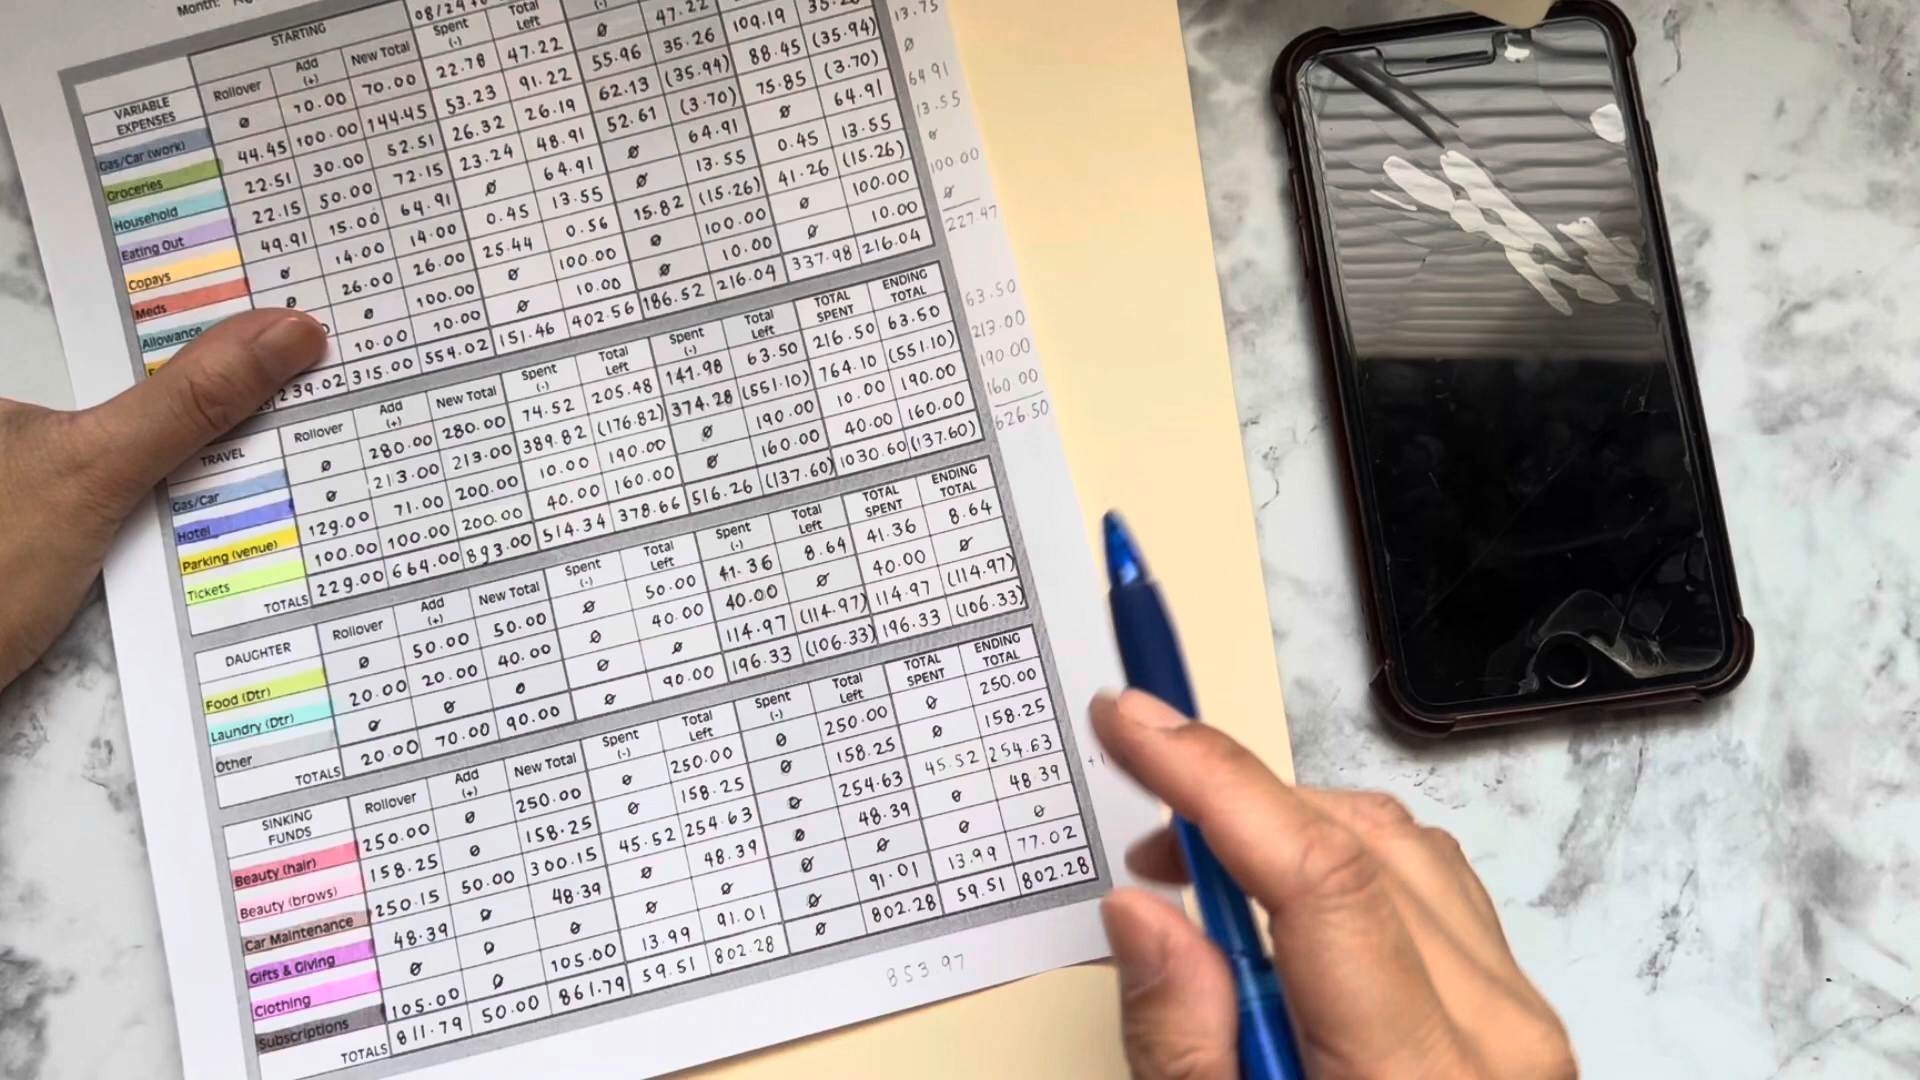 Month:
STARTING 08/24
VARIABLE EXPENSES Rollover Add (+) New Total Spent (-) Total Left (-)
Gas/Car (work) ø 70.00 70.00 22.78 47.22 ø 47.22
Groceries 44.45 100.00 144.45 53.23 91.22 55.96 35.26 109.19 35.26 13.75
Household 22.51 30.00 52.51 26.32 26.19 62.13 (35.94) 88.45 (35.94) ø
Eating Out 22.15 50.00 72.15 23.24 48.91 52.61 (3.70) 75.85 (3.70) 64.91
Copays 49.91 15.00 64.91 ø 64.91 ø 64.91 ø 64.91 13.55
Meds ø 14.00 14.00 0.45 13.55 ø 13.55 0.45 13.55 ø
Allowance ø 26.00 26.00 25.44 0.56 15.82 (15.26) 41.26 (15.26) 100.00
ø 100.00 ø 100.00 ø 100.00 ø 100.00 ø
10.00 10.00 ø 10.00 ø 10.00 ø 10.00 227.47
239.02 315.00 554.02 151.46 402.56 186.52 216.04 337.98 216.04
TRAVEL Rollover Add (+) New Total Spent (-) Total Left Spent (-) Total Left TOTAL SPENT ENDING TOTAL
Gas/Car ø 280.00 280.00 74.52 205.48 141.98 63.50 216.50 63.50 63.50
Hotel ø 213.00 213.00 389.82 (176.82) 374.28 (551.10) 764.10 (551.10) 213.00
Parking (venue) 129.00 71.00 200.00 10.00 190.00 ø 190.00 10.00 190.00 190.00
Tickets 100.00 100.00 200.00 40.00 160.00 ø 160.00 40.00 160.00 160.00
TOTALS 229.00 664.00 893.00 514.34 378.66 516.26 (137.60) 1030.60 (137.60) 626.50
DAUGHTER Rollover Add (+) New Total Spent (-) Total Left Spent (-) Total Left TOTAL SPENT ENDING TOTAL
Food (Dtr) ø 50.00 50.00 ø 50.00 41.36 8.64 41.36 8.64
Laundry (Dtr) 20.00 20.00 40.00 ø 40.00 40.00 ø 40.00 ø
Other ø ø 0 ø ø 114.97 (114.97) 114.97 (114.97)
TOTALS 20.00 70.00 90.00 ø 90.00 196.33 (106.33) 196.33 (106.33)
SINKING FUNDS Rollover Add (+) New Total Spent (-) Total Left Spent (-) Total Left TOTAL SPENT ENDING TOTAL
Beauty (hair) 250.00 ø 250.00 ø 250.00 ø 250.00 ø 250.00
Beauty (brows) 158.25 ø 158.25 ø 158.25 ø 158.25 ø 158.25
Car Maintenance 250.15 50.00 300.15 45.52 254.63 ø 254.63 45.52 254.63
Gifts & Giving 48.39 ø 48.39 ø 48.39 ø 48.39 ø 48.39
Clothing ø ø ø ø ø ø ø ø ø
Subscriptions 105.00 ø 105.00 13.99 91.01 ø 91.01 13.99 77.02
TOTALS 811.79 50.00 861.79 59.51 802.28 ø 802.28 59.51 802.28
853.97